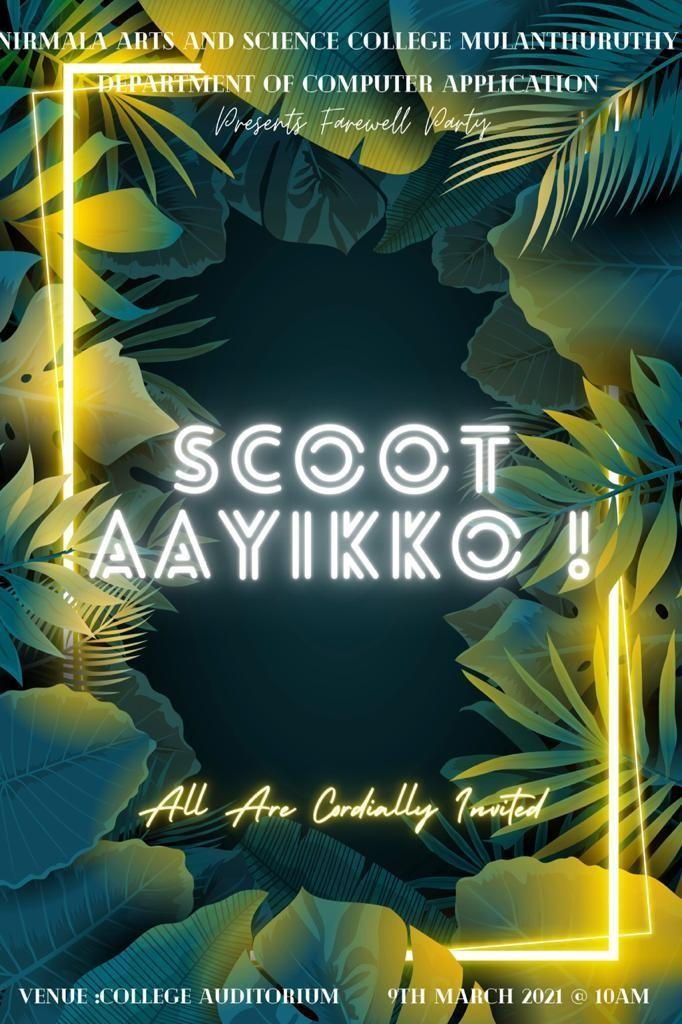 NIRMALA ARTS AND SCIENCE COLLEGE MULANTHURUTHY
DEPARTMENT OF COMPUTER APPLICATION
Presents Farewell Party
SCOOT
AAYIKKO !
All Are Cordially Invited
VENUE :COLLEGE AUDITORIUM 9TH MARCH 2021 @ 10AM